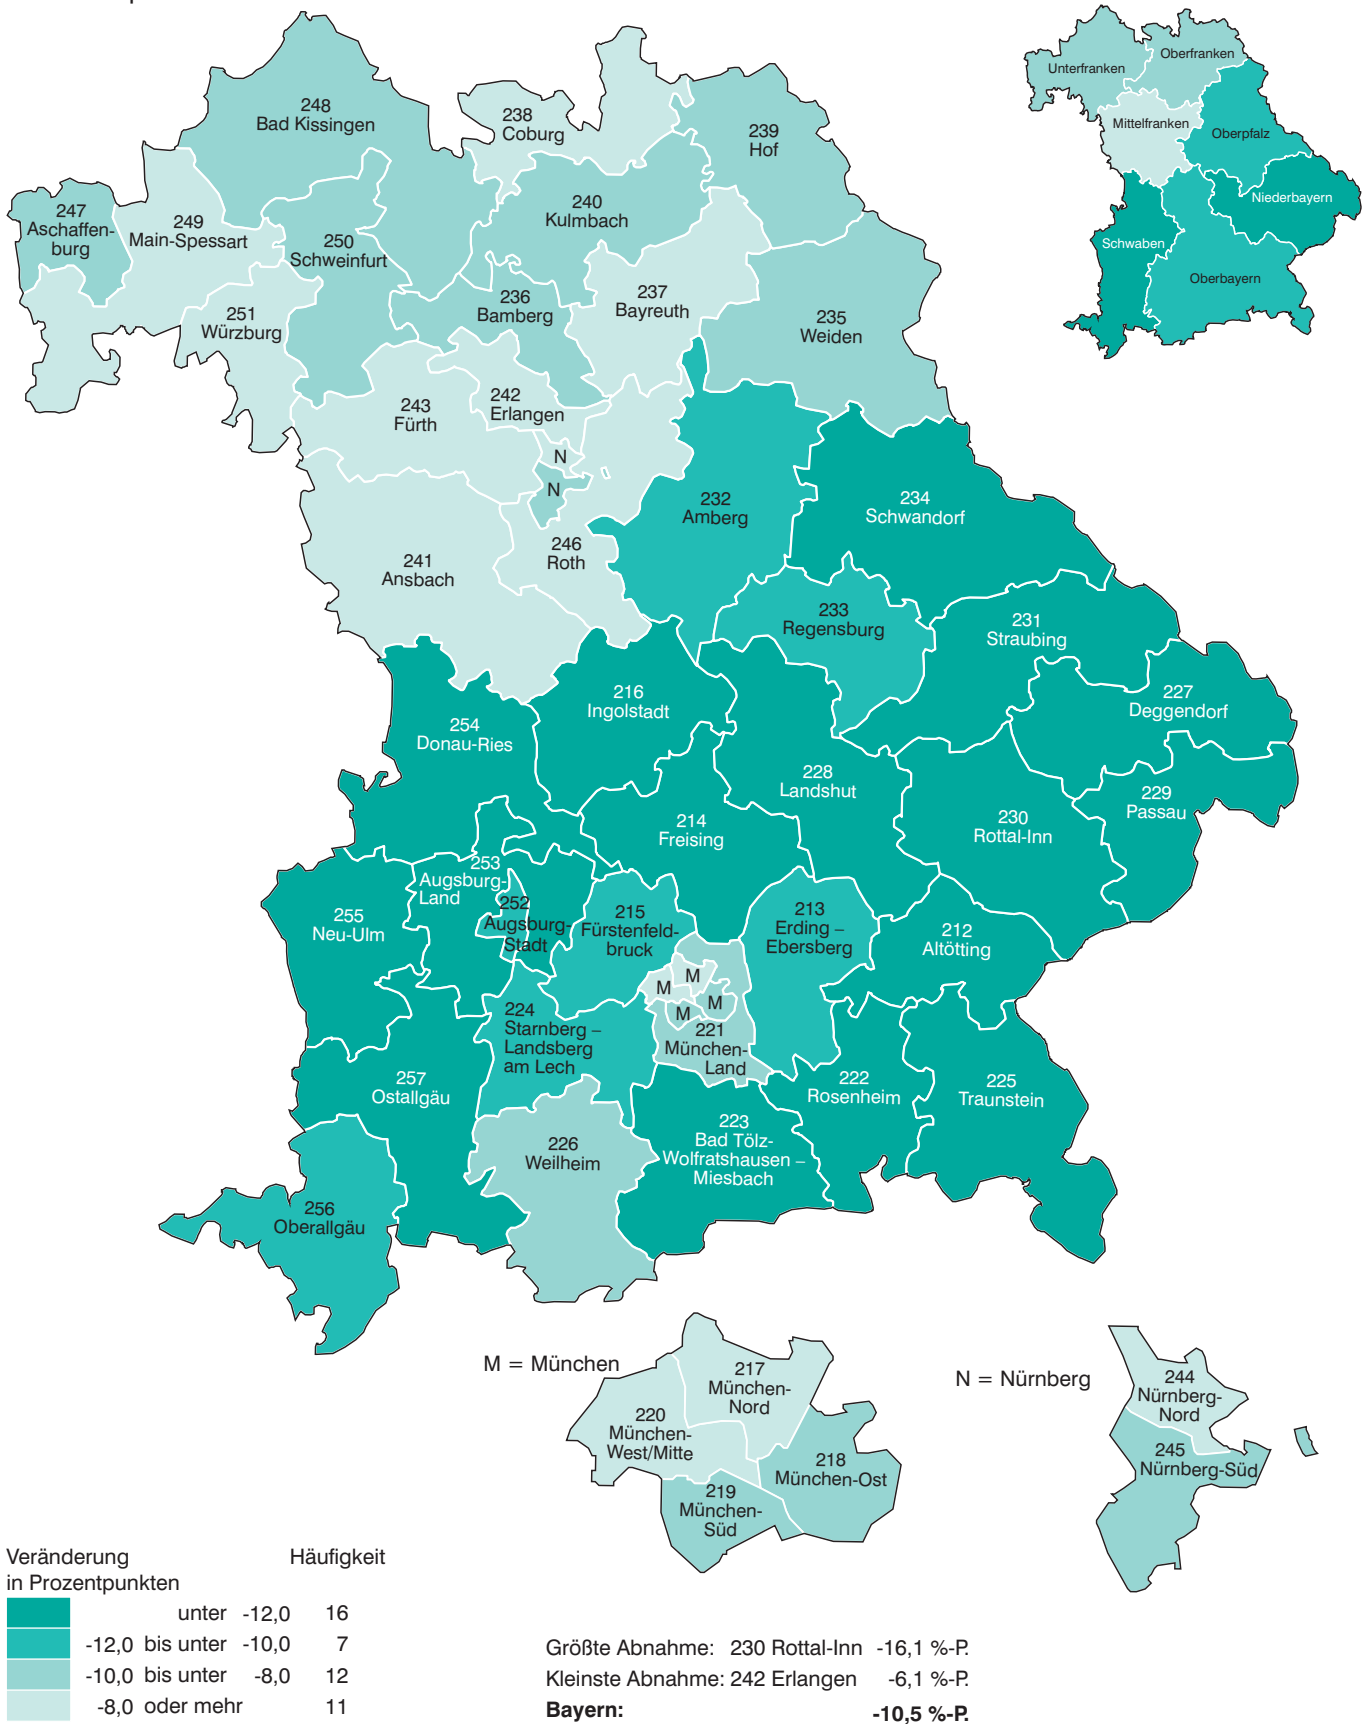 248
Bad Kissingen
238
Coburg
239
Hof
247
Aschaffen-
burg
249
Main-Spessart
250
Schweinfurt
240
Kulmbach
251
Würzburg
236
Bamberg
237
Bayreuth
235
Weiden
243
Fürth
242
Erlangen
N
N
232
Amberg
234
Schwandorf
241
Ansbach
246
Roth
233
Regensburg
231
Straubing
216
Ingolstadt
227
Deggendorf
254
Donau-Ries
228
Landshut
229
Passau
214
Freising
230
Rottal-Inn
253
Augsburg-
Land
252
Augsburg-
Stadt
255
Neu-Ulm
215
Fürstenfeld-
bruck
213
Erding –
Ebersberg
212
Altötting
M
M
M
M
224
Starnberg –
Landsberg
am Lech
221
München-
Land
257
Ostallgäu
222
Rosenheim
225
Traunstein
223
Bad Tölz-
Wolfratshausen –
Miesbach
226
Weilheim
256
Oberallgäu
Unterfranken
Oberfranken
Mittelfranken
Oberpfalz
Niederbayern
Schwaben
Oberbayern
M = München
217
München-
Nord
220
München-
West/Mitte
218
München-Ost
219
München-
Süd
N = Nürnberg
244
Nürnberg-
Nord
245
Nürnberg-Süd
Veränderung Häufigkeit
in Prozentpunkten
unter -12,0 16
-12,0 bis unter -10,0 7
-10,0 bis unter -8,0 12
-8,0 oder mehr 11
Größte Abnahme: 230 Rottal-Inn -16,1 %-P.
Kleinste Abnahme: 242 Erlangen -6,1 %-P.
Bayern: -10,5 %-P.